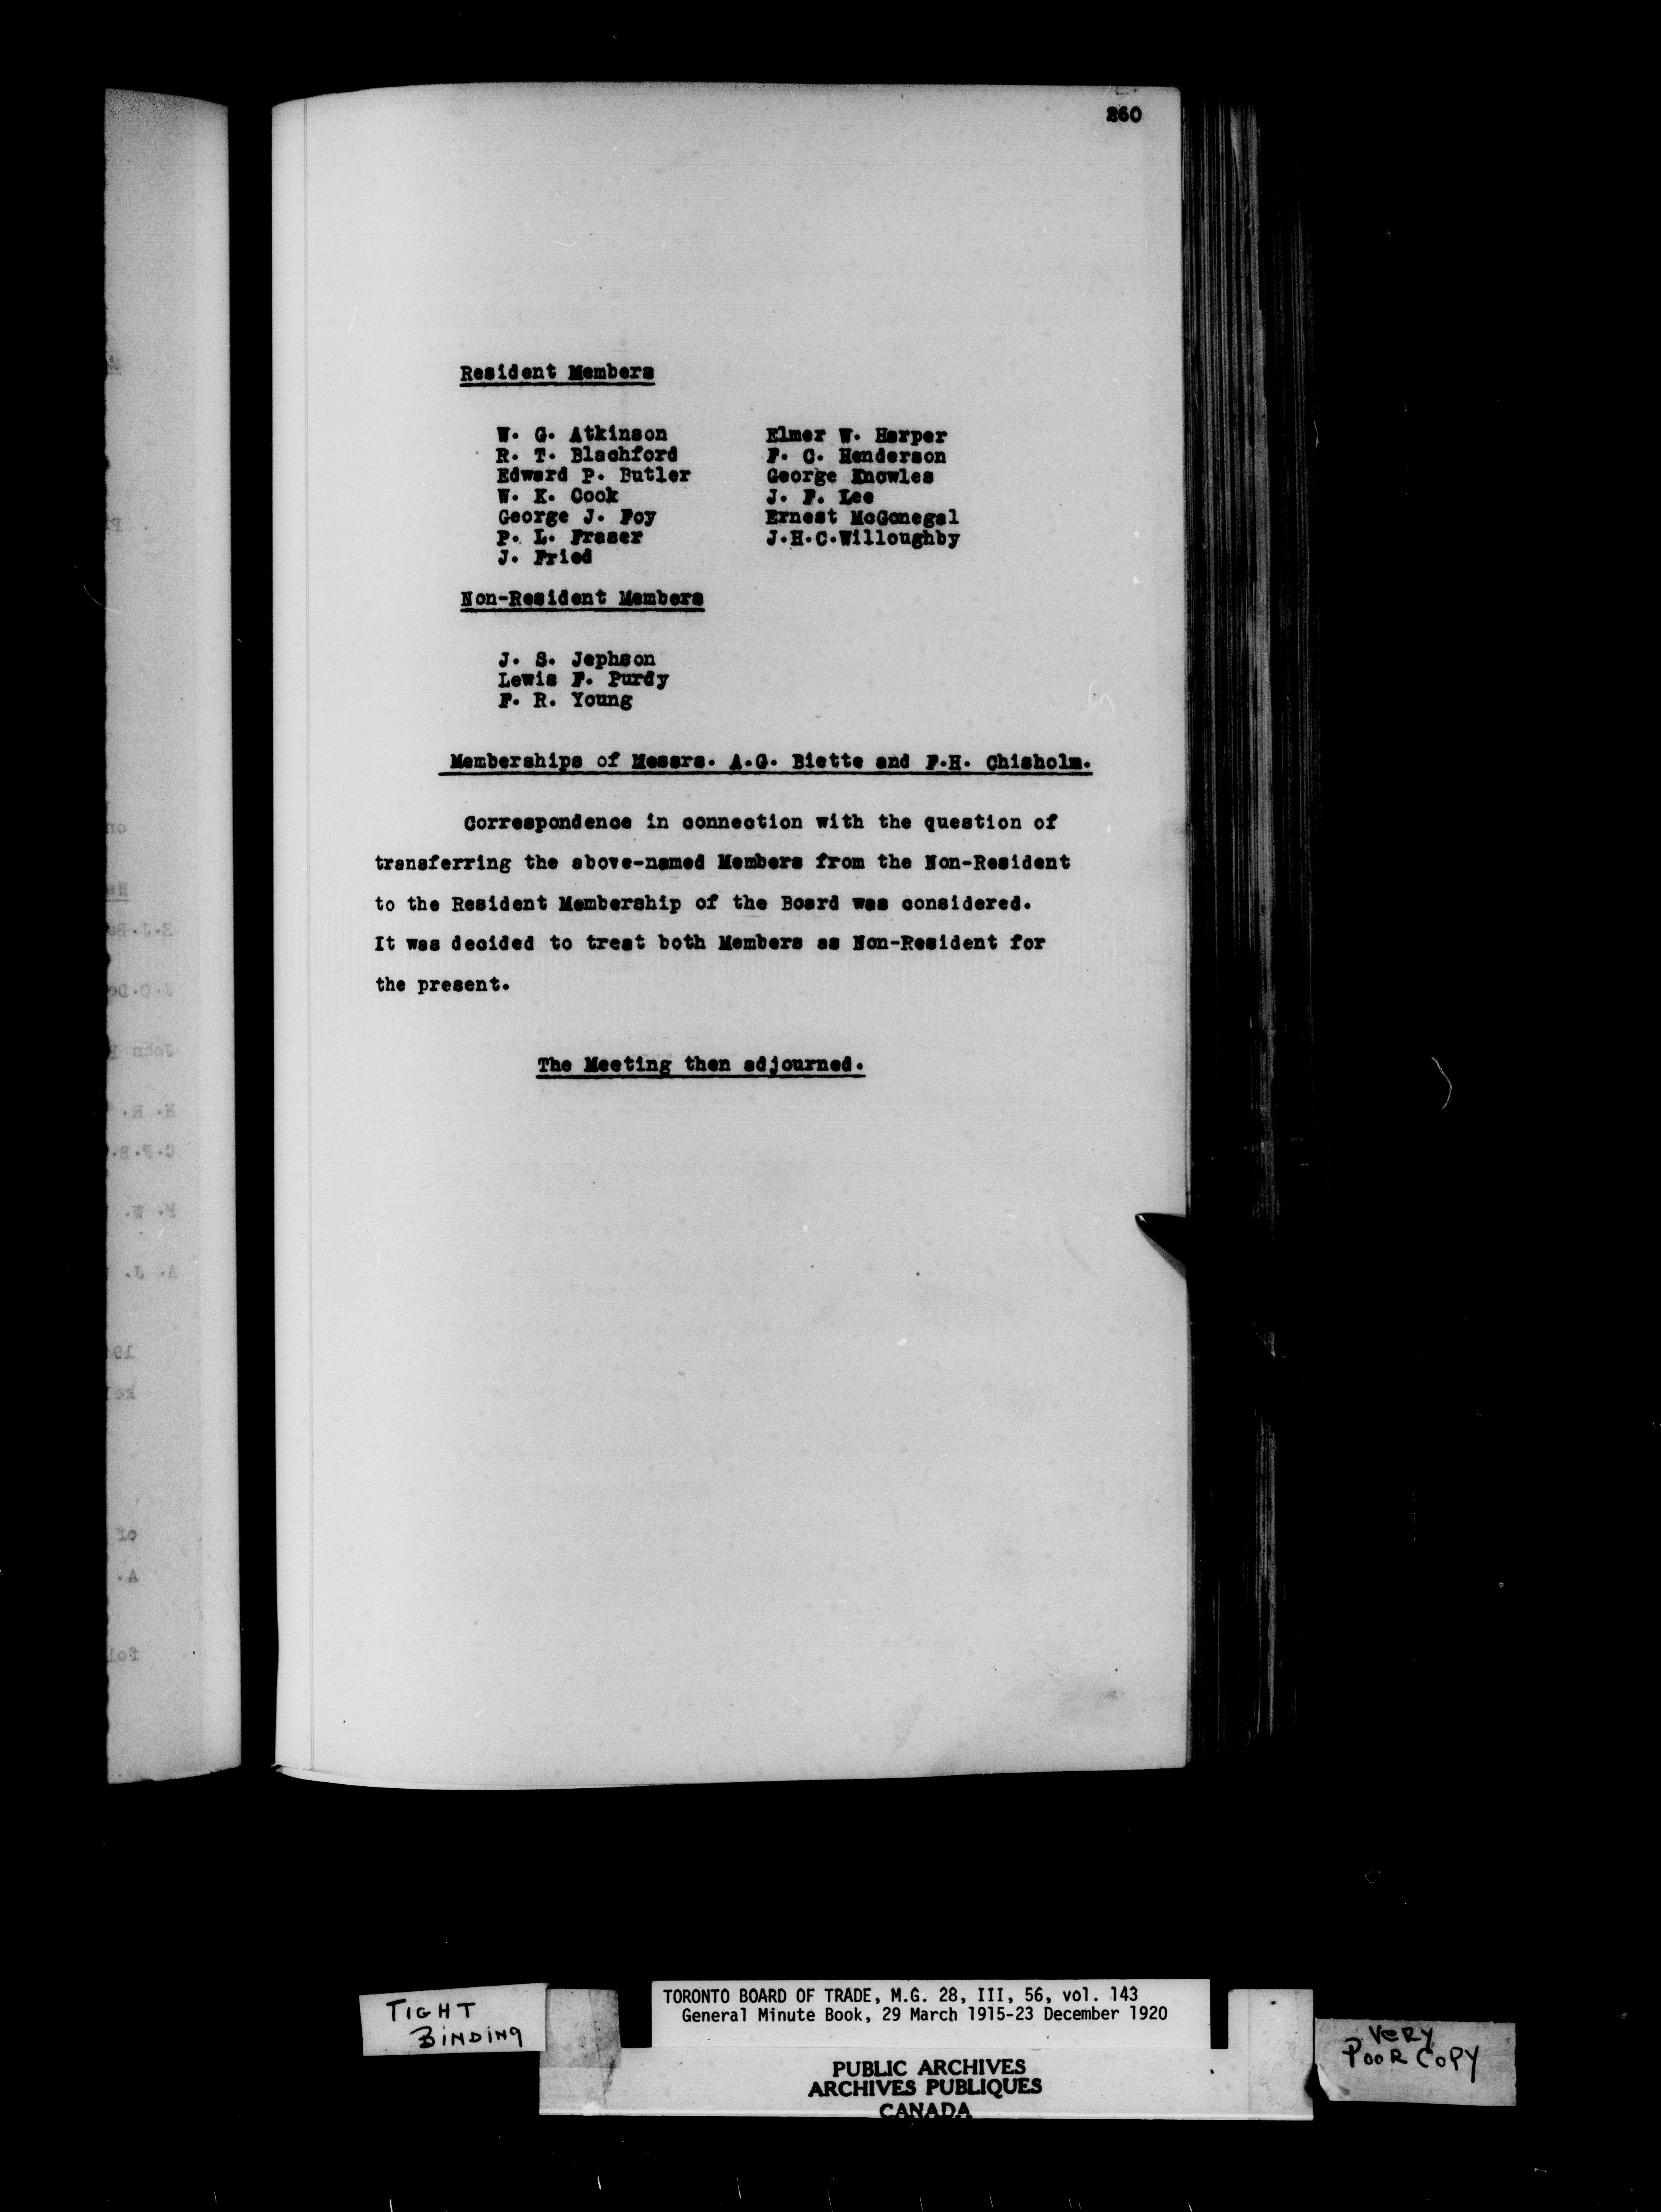 260
Resident Members
W. G. Atkinson
R. T. Blachford
Edward P. Butler
W. K. Cook
George J. Foy
P. L. Fraser
J. Fried
Elmer W. Harper
F. C. Henderson
George Knowles
J. F. Lee
Ernest McGonegal
J.H.C.Willoughby
Non-Resident Members
J. S. Jephson
Lewis F. Purdy
F. R. Young
Memberships of Messrs. A.G. Biette and F.H. Chisholm.
Correspondence in connection with the question of
transferring the above-named Members from the Non-Resident
to the Resident Membership of the Board was considered.
It was decided to treat both Members as Non-Resident for
the present.
The Meeting then adjourned.
TIGHT
BINDING
TORONTO BOARD OF TRADE, M.G. 28, III, 56, vol. 143
General Minute Book, 29 March 1915-23 December 1920
PUBLIC ARCHIVES
ARCHIVES PUBLIQUES
CANADA
VERY
POOR COPY